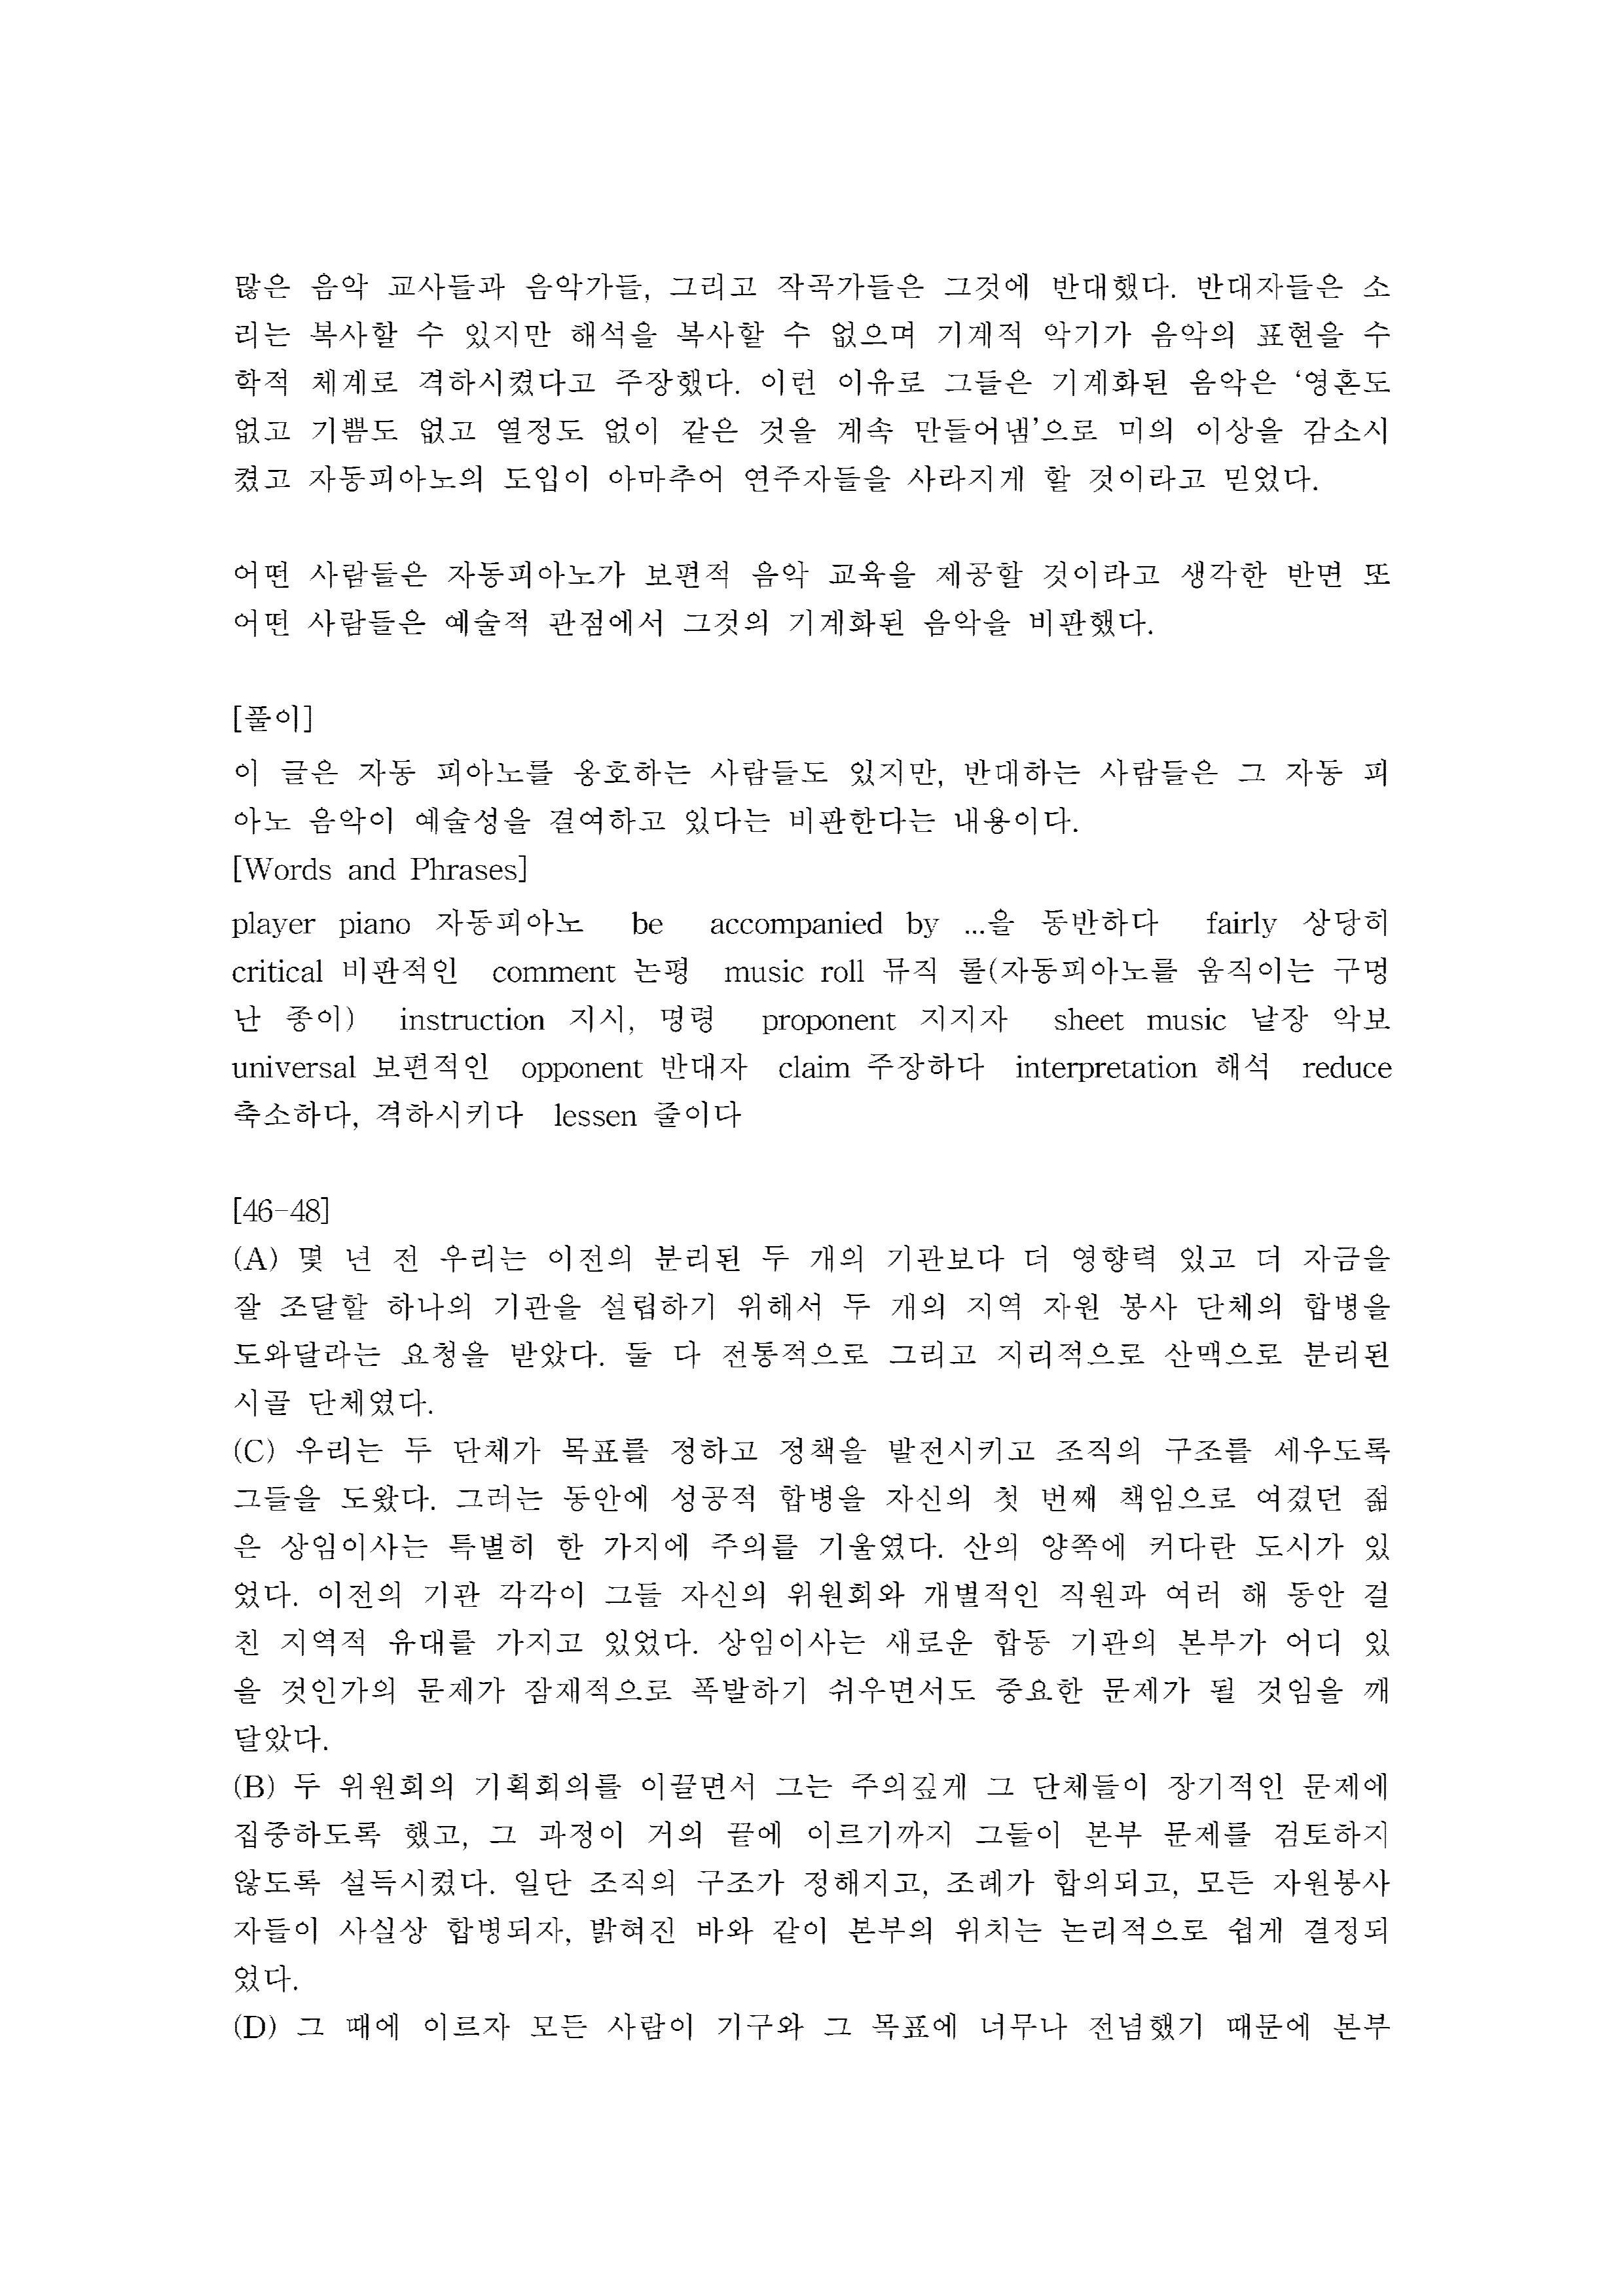 많은 음악 교사들과 음악가들, 그리고 작곡가들은 그것에 반대했다. 반대자들은 소
리는 복사할 수 있지만 해석을 복사할 수 없으며 기계적 악기가 음악의 표현을 수
학적 체계로 격하시켰다고 주장했다. 이런 이유로 그들은 기계화된 음악은 ‘영혼도
없고 기쁨도 없고 열정도 없이 같은 것을 계속 만들어냄’으로 미의 이상을 감소시
켰고 자동피아노의 도입이 아마추어 연주자들을 사라지게 할 것이라고 믿었다.
어떤 사람들은 자동피아노가 보편적 음악 교육을 제공할 것이라고 생각한 반면 또
어떤 사람들은 예술적 관점에서 그것의 기계화된 음악을 비판했다.
[풀이]
이 글은 자동 피아노를 옹호하는 사람들도 있지만, 반대하는 사람들은 그 자동 피
아노 음악이 예술성을 결여하고 있다는 비판한다는 내용이다.
[Words and Phrases]
player piano 자동피아노 be accompanied by ...을 동반하다 fairly 상당히
critical 비판적인 comment 논평 music roll 뮤직 롤(자동피아노를 움직이는 구멍
난 종이) instruction 지시, 명령 proponent 지지자 sheet music 낱장 악보
universal 보편적인 opponent 반대자 claim 주장하다 interpretation 해석 reduce
축소하다, 격하시키다 lessen 줄이다
[46-48]
(A) 몇 년 전 우리는 이전의 분리된 두 개의 기관보다 더 영향력 있고 더 자금을
잘 조달할 하나의 기관을 설립하기 위해서 두 개의 지역 자원 봉사 단체의 합병을
도와달라는 요청을 받았다. 둘 다 전통적으로 그리고 지리적으로 산맥으로 분리된
시골 단체였다.
(C) 우리는 두 단체가 목표를 정하고 정책을 발전시키고 조직의 구조를 세우도록
그들을 도왔다. 그러는 동안에 성공적 합병을 자신의 첫 번째 책임으로 여겼던 젊
은 상임이사는 특별히 한 가지에 주의를 기울였다. 산의 양쪽에 커다란 도시가 있
었다. 이전의 기관 각각이 그들 자신의 위원회와 개별적인 직원과 여러 해 동안 걸
친 지역적 유대를 가지고 있었다. 상임이사는 새로운 합동 기관의 본부가 어디 있
을 것인가의 문제가 잠재적으로 폭발하기 쉬우면서도 중요한 문제가 될 것임을 깨
달았다.
(B) 두 위원회의 기획회의를 이끌면서 그는 주의깊게 그 단체들이 장기적인 문제에
집중하도록 했고, 그 과정이 거의 끝에 이르기까지 그들이 본부 문제를 검토하지
않도록 설득시켰다. 일단 조직의 구조가 정해지고, 조례가 합의되고, 모든 자원봉사
자들이 사실상 합병되자, 밝혀진 바와 같이 본부의 위치는 논리적으로 쉽게 결정되
었다.
(D) 그 때에 이르자 모든 사람이 기구와 그 목표에 너무나 전념했기 때문에 본부